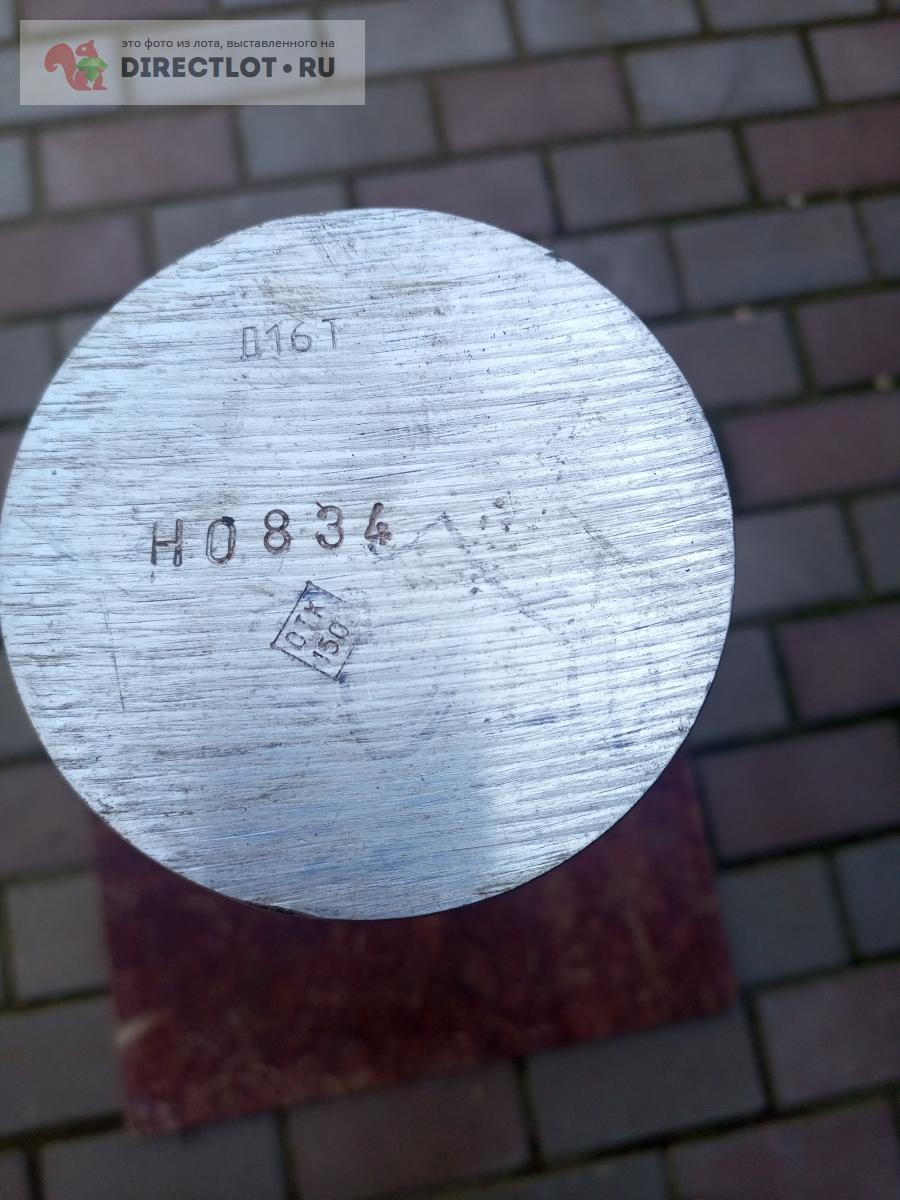 это фото из лота, выставленного на
DIRECTLOT•RU
Д16Т
Н0834
ОТК
150